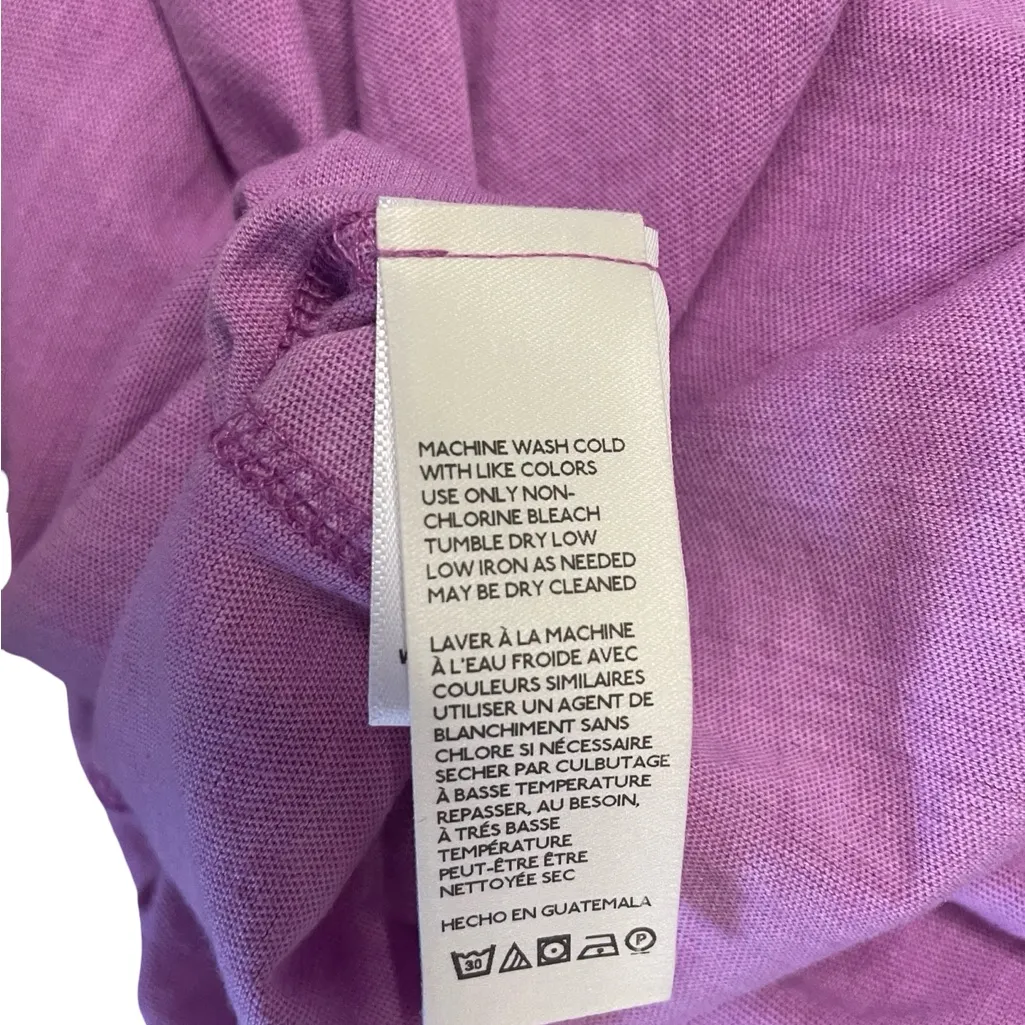 MACHINE WASH COLD
WITH LIKE COLORS
USE ONLY NON-
CHLORINE BLEACH
TUMBLE DRY LOW
LOW IRON AS NEEDED
MAY BE DRY CLEANED
LAVER À LA MACHINE
À L'EAU FROIDE AVEC
COULEURS SIMILAIRES
UTILISER UN AGENT DE
BLANCHIMENT SANS
CHLORE SI NÉCESSAIRE
SECHER PAR CULBUTAGE
À BASSE TEMPERATURE
REPASSER, AU BESOIN,
À TRÉS BASSE
TEMPÉRATURE
PEUT-ÊTRE ÊTRE
NETTOYÉE SEC
HECHO EN GUATEMALA
30 P